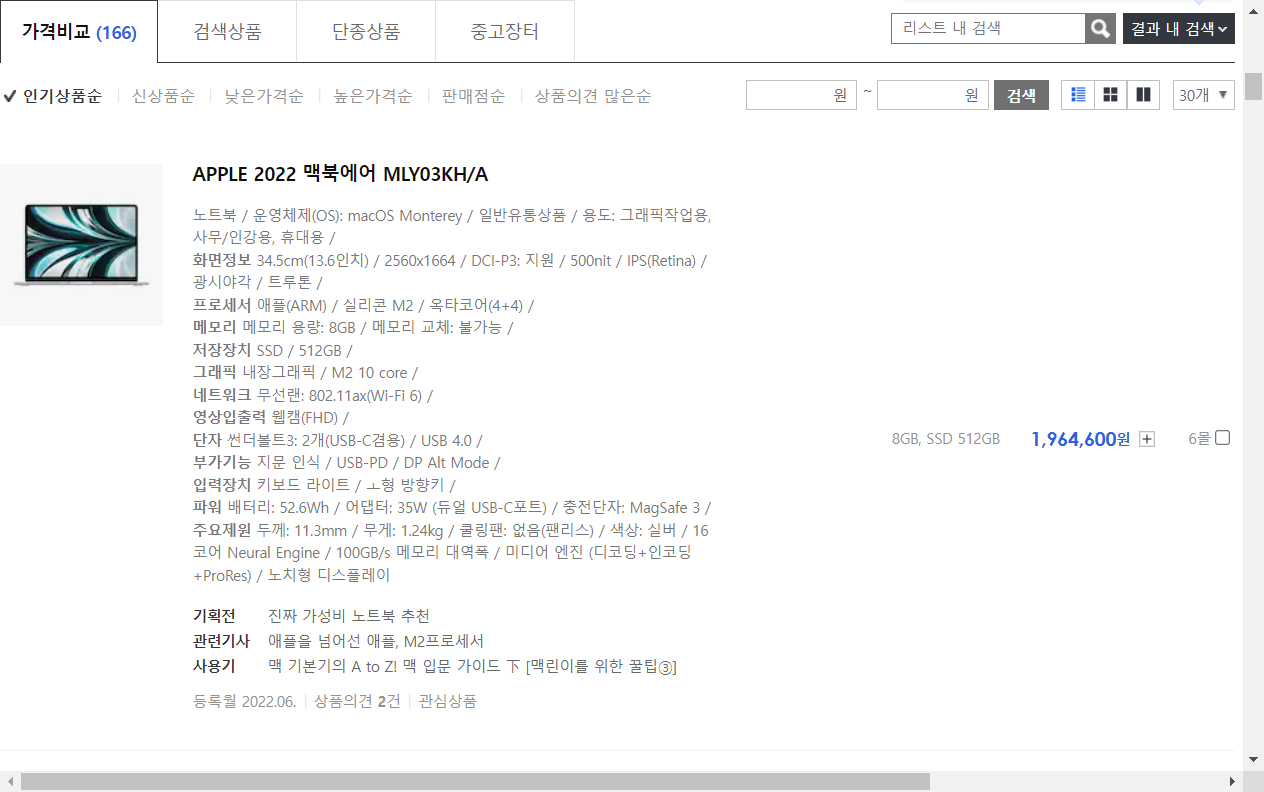 가격비교 (166) 검색상품 단종상품 중고장터 리스트 내 검색 결과 내 검색
인기상품순 신상품순 낮은가격순 높은가격순 판매점순 상품의견 많은순 원 ~ 원 검색 30개 ▼
APPLE 2022 맥북에어 MLY03KH/A
노트북 / 운영체제(OS): macOS Monterey / 일반유통상품 / 용도: 그래픽작업용,
사무/인강용, 휴대용 /
화면정보 34.5cm(13.6인치) / 2560x1664 / DCI-P3: 지원 / 500nit / IPS(Retina) /
광시야각 / 트루톤 /
프로세서 애플(ARM) / 실리콘 M2 / 옥타코어(4+4) /
메모리 메모리 용량: 8GB / 메모리 교체: 불가능 /
저장장치 SSD / 512GB /
그래픽 내장그래픽 / M2 10 core /
네트워크 무선랜: 802.11ax(Wi-Fi 6) /
영상입출력 웹캠(FHD) /
단자 썬더볼트3: 2개(USB-C겸용) / USB 4.0 /
8GB, SSD 512GB 1,964,600원 6몰
부가기능 지문 인식 / USB-PD / DP Alt Mode /
입력장치 키보드 라이트 / ㅗ형 방향키 /
파워 배터리: 52.6Wh / 어댑터: 35W (듀얼 USB-C포트) / 충전단자: MagSafe 3 /
주요제원 두께: 11.3mm / 무게: 1.24kg / 쿨링팬: 없음(팬리스) / 색상: 실버 / 16
코어 Neural Engine / 100GB/s 메모리 대역폭 / 미디어 엔진 (디코딩+인코딩
+ProRes) / 노치형 디스플레이
기획전 진짜 가성비 노트북 추천
관련기사 애플을 넘어선 애플, M2프로세서
사용기 맥 기본기의 A to Z! 맥 입문 가이드 下 [맥린이를 위한 꿀팁③]
등록월 2022.06. 상품의견 2건 관심상품